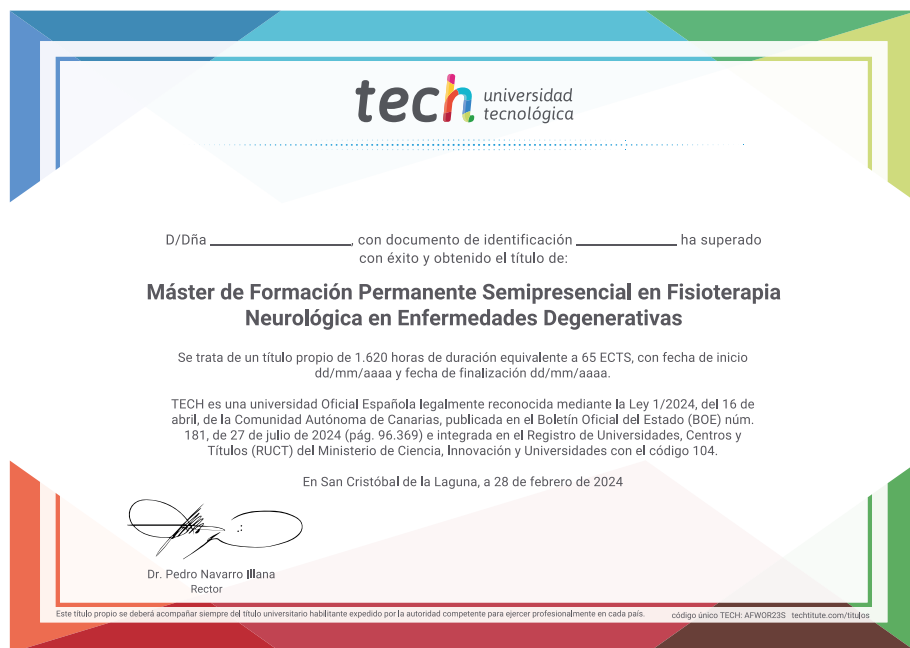 tech universidad
tecnológica
D/Dña ________________, con documento de identificación ____________ ha superado
con éxito y obtenido el título de:
Máster de Formación Permanente Semipresencial en Fisioterapia
Neurológica en Enfermedades Degenerativas
Se trata de un título propio de 1.620 horas de duración equivalente a 65 ECTS, con fecha de inicio
dd/mm/aaaa y fecha de finalización dd/mm/aaaa.
TECH es una universidad Oficial Española legalmente reconocida mediante la Ley 1/2024, del 16 de
abril, de la Comunidad Autónoma de Canarias, publicada en el Boletín Oficial del Estado (BOE) núm.
181, de 27 de julio de 2024 (pág. 96.369) e integrada en el Registro de Universidades, Centros y
Títulos (RUCT) del Ministerio de Ciencia, Innovación y Universidades con el código 104.
En San Cristóbal de la Laguna, a 28 de febrero de 2024
Dr. Pedro Navarro Illana
Rector
Este título propio se deberá acompañar siempre del título universitario habilitante expedido por la autoridad competente para ejercer profesionalmente en cada país. código único TECH: AFWOR23S techtitute.com/titulos